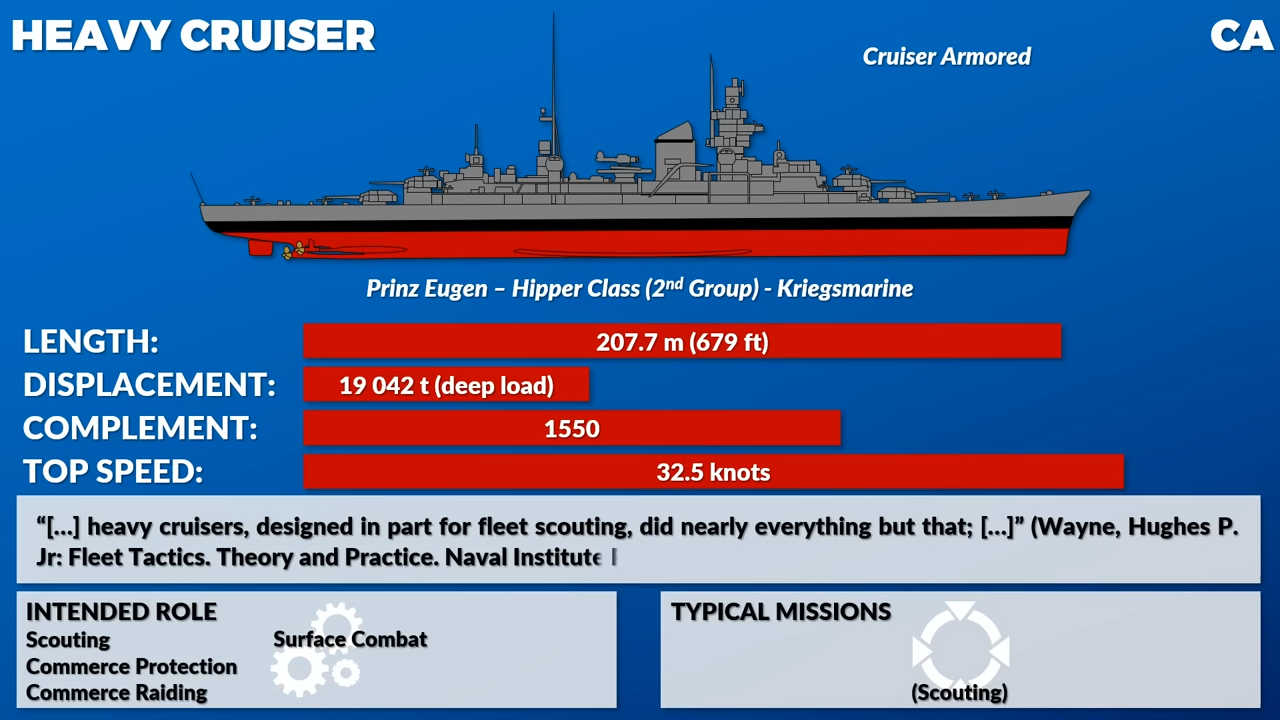 HEAVY CRUISER
CA
Cruiser Armored
Prinz Eugen – Hipper Class (2nd Group) - Kriegsmarine
LENGTH: 207.7 m (679 ft)
DISPLACEMENT: 19 042 t (deep load)
COMPLEMENT: 1550
TOP SPEED: 32.5 knots
“[...] heavy cruisers, designed in part for fleet scouting, did nearly everything but that; [...]” (Wayne, Hughes P.
Jr: Fleet Tactics. Theory and Practice. Naval Institute
INTENDED ROLE
Scouting
Surface Combat
Commerce Protection
Commerce Raiding
TYPICAL MISSIONS
(Scouting)